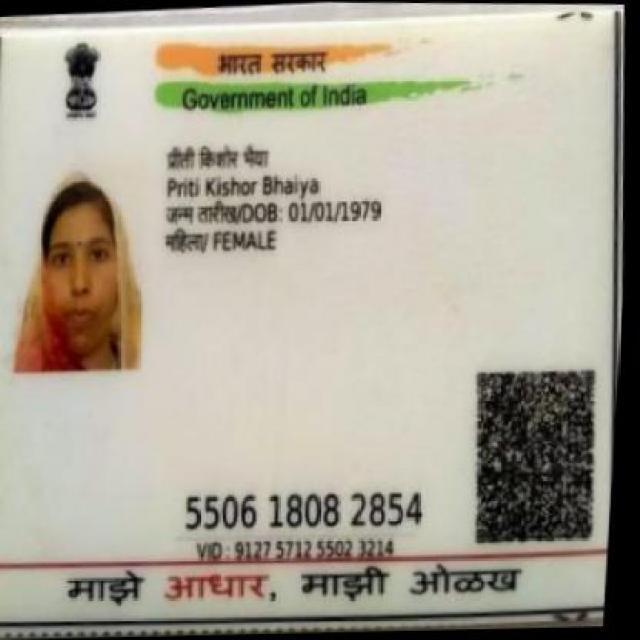 भारत सरकार
Government of India
प्रीती किशोर भैया
Priti Kishor Bhaiya
जन्म तारीख/DOB: 01/01/1979
महिला/ FEMALE
5506 1808 2854
VID : 9127 5712 5502 3214
माझे आधार, माझी ओळख